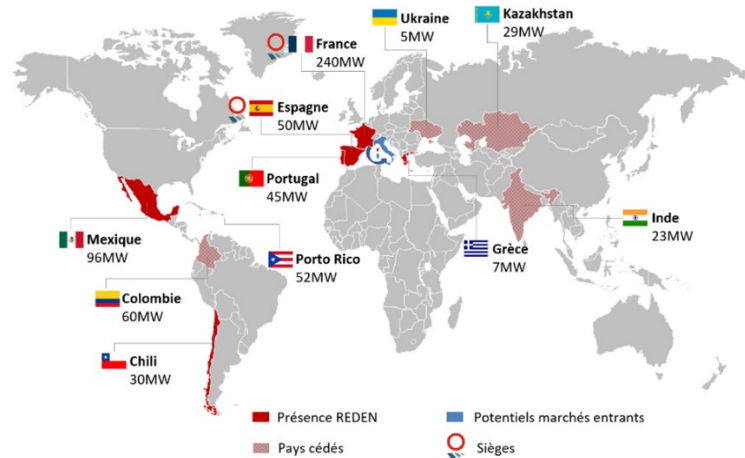 Ukraine
5MW
Kazakhstan
29MW
France
240MW
Espagne
50MW
Portugal
45MW
Inde
23MW
Mexique
96MW
Porto Rico
52MW
Grèce
7MW
Colombie
60MW
Chili
30MW
Présence REDEN
Potentiels marchés entrants
Pays cédés
Sièges